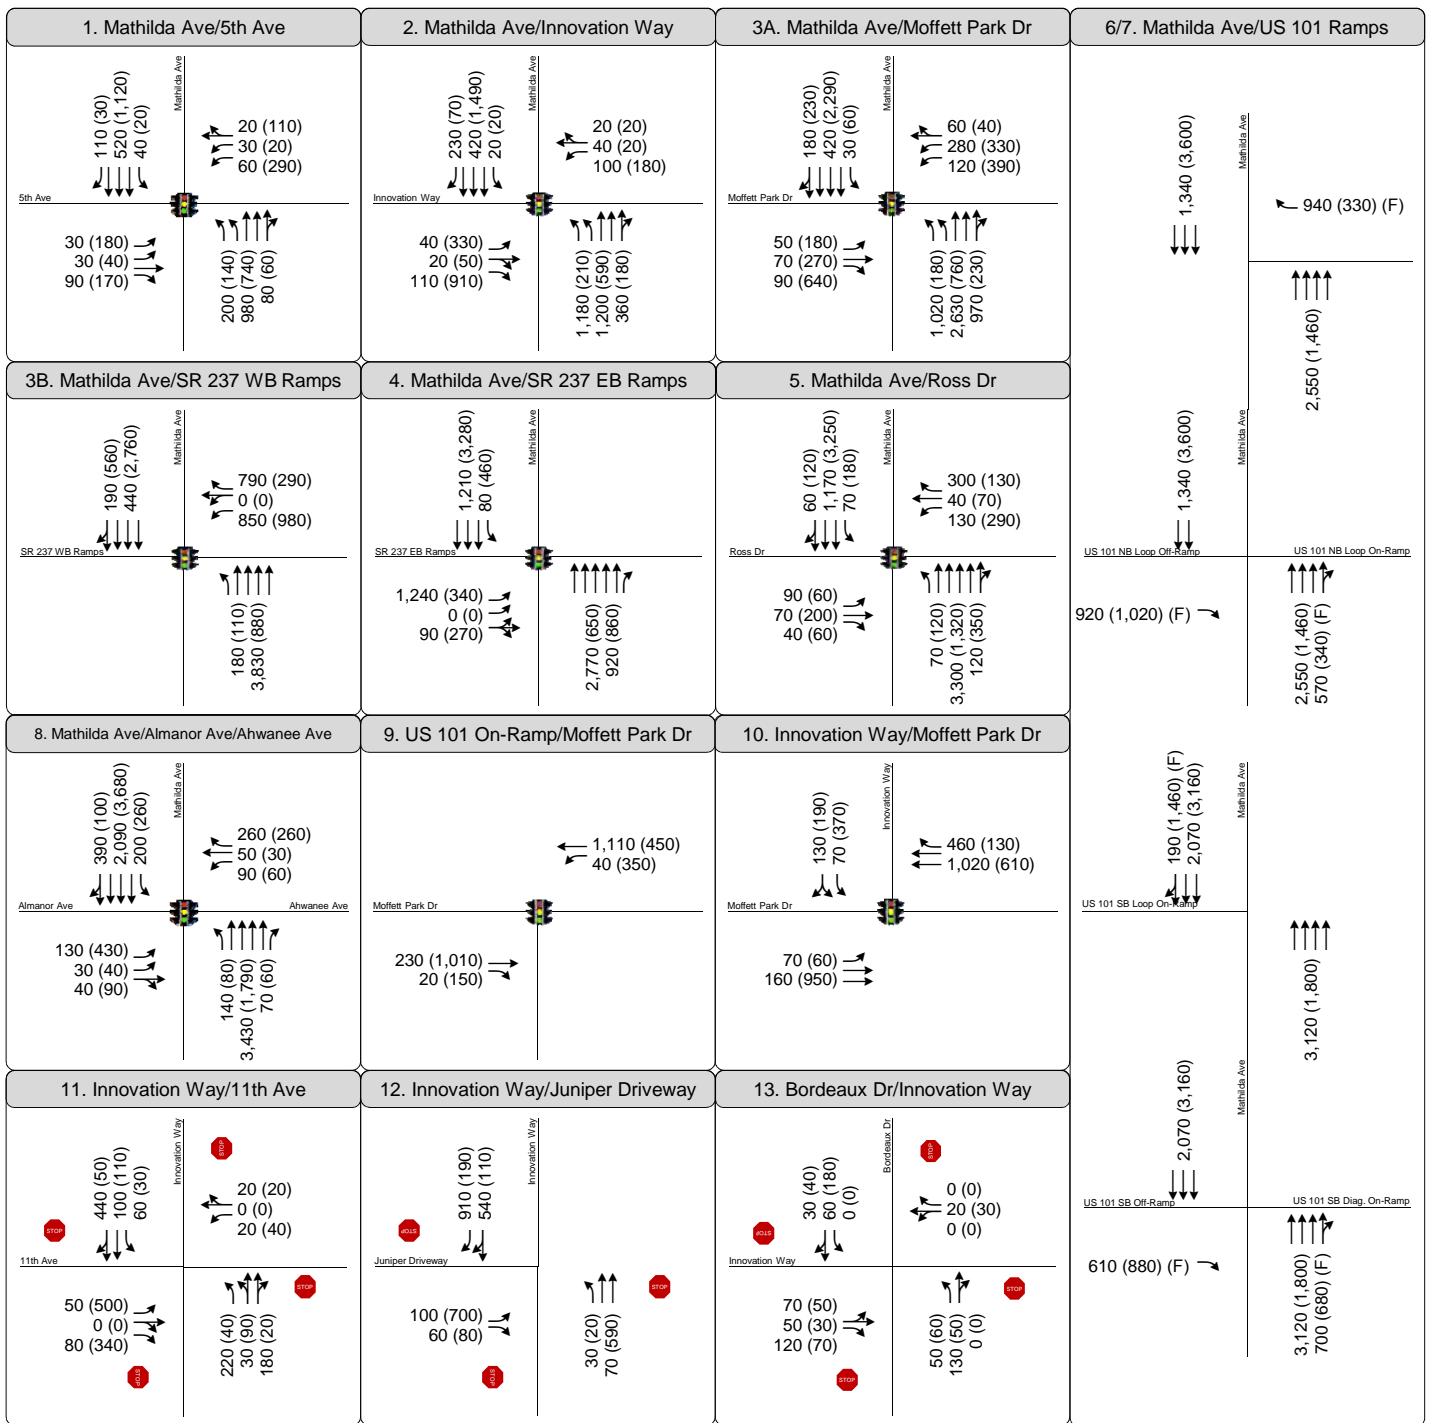 1. Mathilda Ave/5th Ave
110 (30)
520 (1,120)
40 (20)
Mathilda Ave
20 (110)
30 (20)
60 (290)
5th Ave
30 (180)
30 (40)
90 (170)
200 (140)
980 (740)
80 (60)
2. Mathilda Ave/Innovation Way
230 (70)
420 (1,490)
20 (20)
Mathilda Ave
20 (20)
40 (20)
100 (180)
Innovation Way
40 (330)
20 (50)
110 (910)
1,180 (210)
1,200 (590)
360 (180)
3A. Mathilda Ave/Moffett Park Dr
180 (230)
420 (2,290)
30 (60)
Mathilda Ave
60 (40)
280 (330)
120 (390)
Moffett Park Dr
50 (180)
70 (270)
90 (640)
1,020 (180)
2,630 (760)
970 (230)
6/7. Mathilda Ave/US 101 Ramps
1,340 (3,600)
Mathilda Ave
940 (330) (F)
2,550 (1,460)
1,340 (3,600)
Mathilda Ave
US 101 NB Loop Off-Ramp
US 101 NB Loop On-Ramp
920 (1,020) (F)
2,550 (1,460)
570 (340) (F)
190 (1,460) (F)
2,070 (3,160)
Mathilda Ave
US 101 SB Loop On-Ramp
3,120 (1,800)
2,070 (3,160)
Mathilda Ave
US 101 SB Off-Ramp
US 101 SB Diag. On-Ramp
610 (880) (F)
3,120 (1,800)
700 (680) (F)
3B. Mathilda Ave/SR 237 WB Ramps
190 (560)
440 (2,760)
Mathilda Ave
790 (290)
0 (0)
850 (980)
SR 237 WB Ramps
180 (110)
3,830 (880)
4. Mathilda Ave/SR 237 EB Ramps
1,210 (3,280)
80 (460)
Mathilda Ave
SR 237 EB Ramps
1,240 (340)
0 (0)
90 (270)
2,770 (650)
920 (860)
5. Mathilda Ave/Ross Dr
60 (120)
1,170 (3,250)
70 (180)
Mathilda Ave
300 (130)
40 (70)
130 (290)
Ross Dr
90 (60)
70 (200)
40 (60)
70 (120)
3,300 (1,320)
120 (350)
8. Mathilda Ave/Almanor Ave/Ahwanee Ave
390 (100)
2,090 (3,680)
200 (260)
Mathilda Ave
260 (260)
50 (30)
90 (60)
Almanor Ave
Ahwanee Ave
130 (430)
30 (40)
40 (90)
140 (80)
3,430 (1,790)
70 (60)
9. US 101 On-Ramp/Moffett Park Dr
1,110 (450)
40 (350)
Moffett Park Dr
230 (1,010)
20 (150)
10. Innovation Way/Moffett Park Dr
130 (190)
70 (370)
Innovation Way
460 (130)
1,020 (610)
Moffett Park Dr
70 (60)
160 (950)
11. Innovation Way/11th Ave
440 (50)
100 (110)
60 (30)
Innovation Way
STOP
20 (20)
0 (0)
20 (40)
STOP
11th Ave
STOP
50 (500)
0 (0)
80 (340)
220 (40)
30 (90)
180 (20)
STOP
12. Innovation Way/Juniper Driveway
910 (190)
540 (110)
Innovation Way
STOP
Juniper Driveway
STOP
100 (700)
60 (80)
30 (20)
70 (590)
STOP
13. Bordeaux Dr/Innovation Way
30 (40)
60 (180)
0 (0)
Bordeaux Dr
STOP
0 (0)
20 (30)
0 (0)
STOP
Innovation Way
STOP
70 (50)
50 (30)
120 (70)
50 (60)
130 (50)
0 (0)
STOP